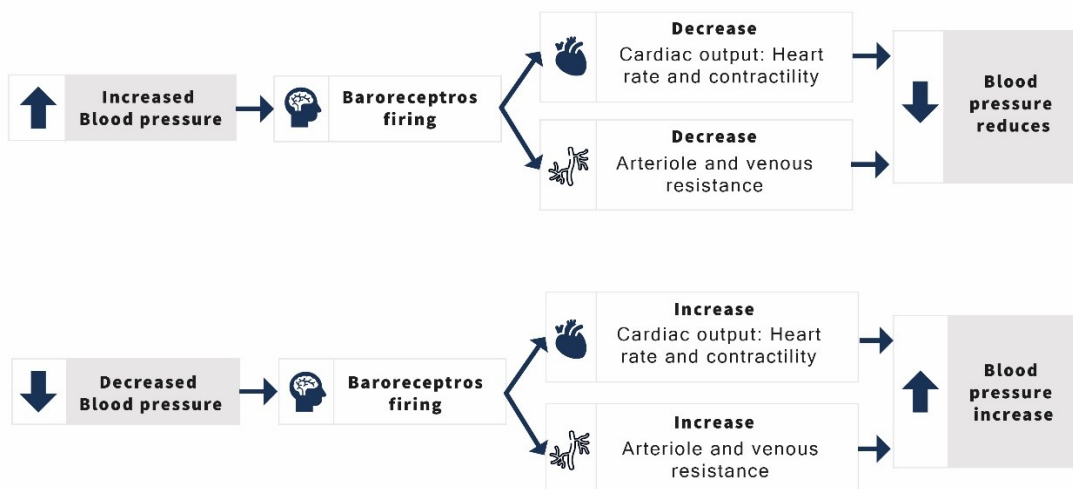 Increased
Blood pressure
Baroreceptros
firing
Decrease
Cardiac output: Heart
rate and contractility
Decrease
Arteriole and venous
resistance
Blood
pressure
reduces
Decreased
Blood pressure
Baroreceptros
firing
Increase
Cardiac output: Heart
rate and contractility
Increase
Arteriole and venous
resistance
Blood
pressure
increase